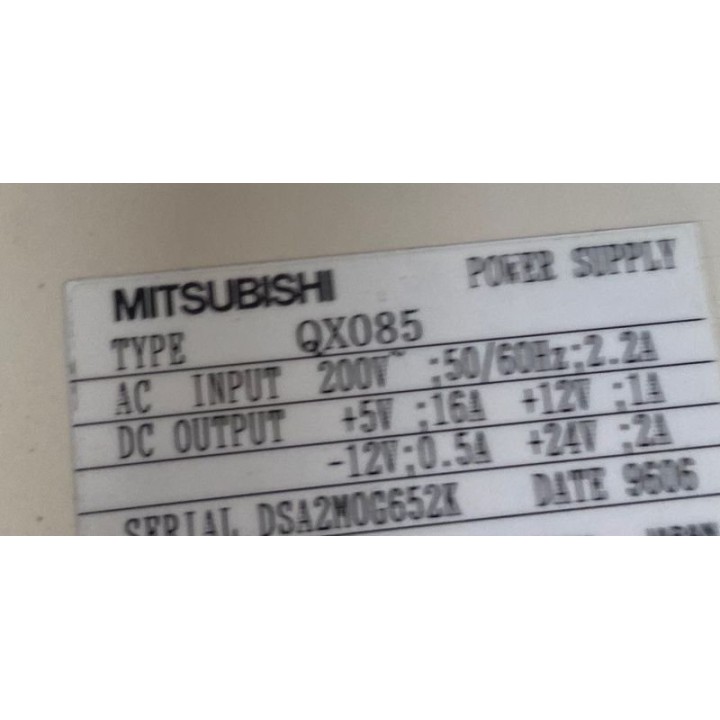 MITSUBISHI POWER SUPPLY
TYPE QX085
AC INPUT 200V~ ;50/60Hz;2.2A
DC OUTPUT +5V ;16A +12V ;1A
-12V;0.5A +24V ;2A
SERIAL DSA2M0G652K DATE 9606
JAPAN